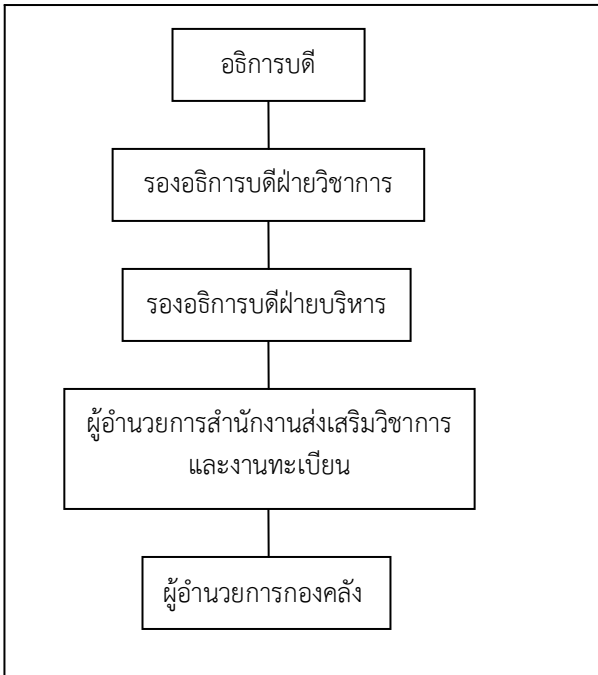 อธิการบดี
รองอธิการบดีฝ่ายวิชาการ
รองอธิการบดีฝ่ายบริหาร
ผู้อำนวยการสำนักงานส่งเสริมวิชาการ
และงานทะเบียน
ผู้อำนวยการกองคลัง